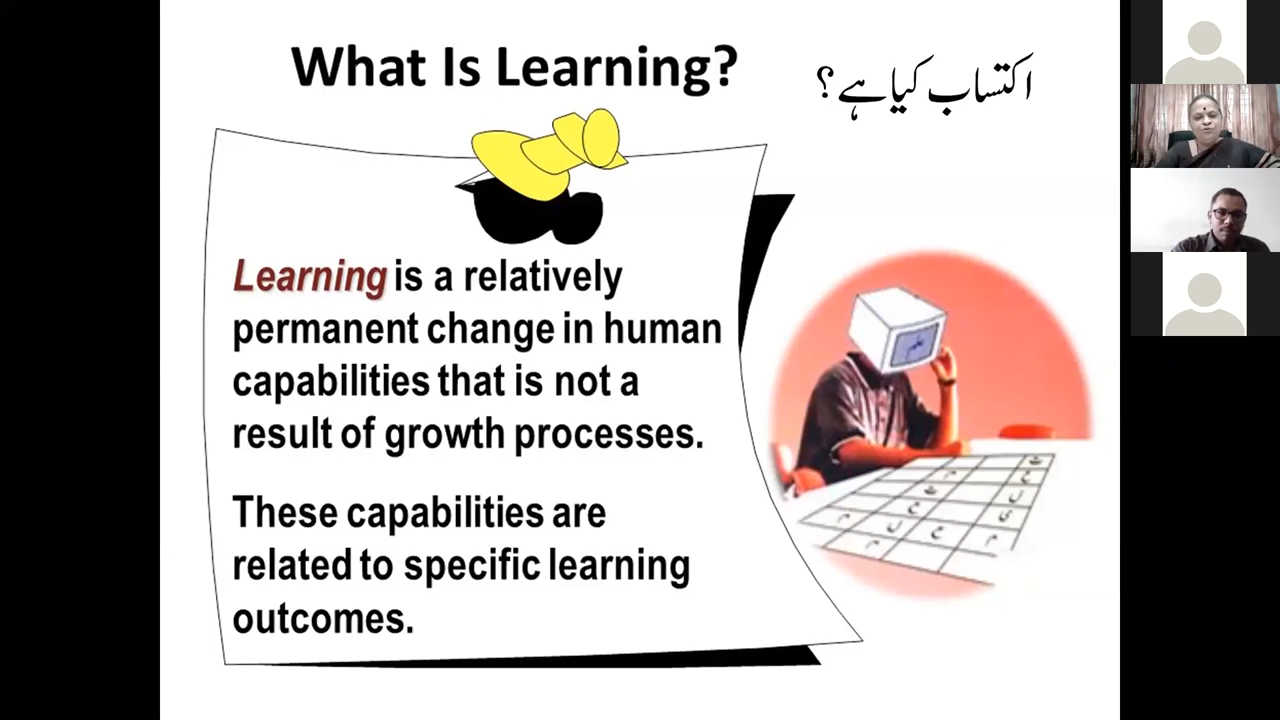 What Is Learning?
اکتساب کیا ہے؟
Learning is a relatively
permanent change in human
capabilities that is not a
result of growth processes.
These capabilities are
related to specific learning
outcomes.